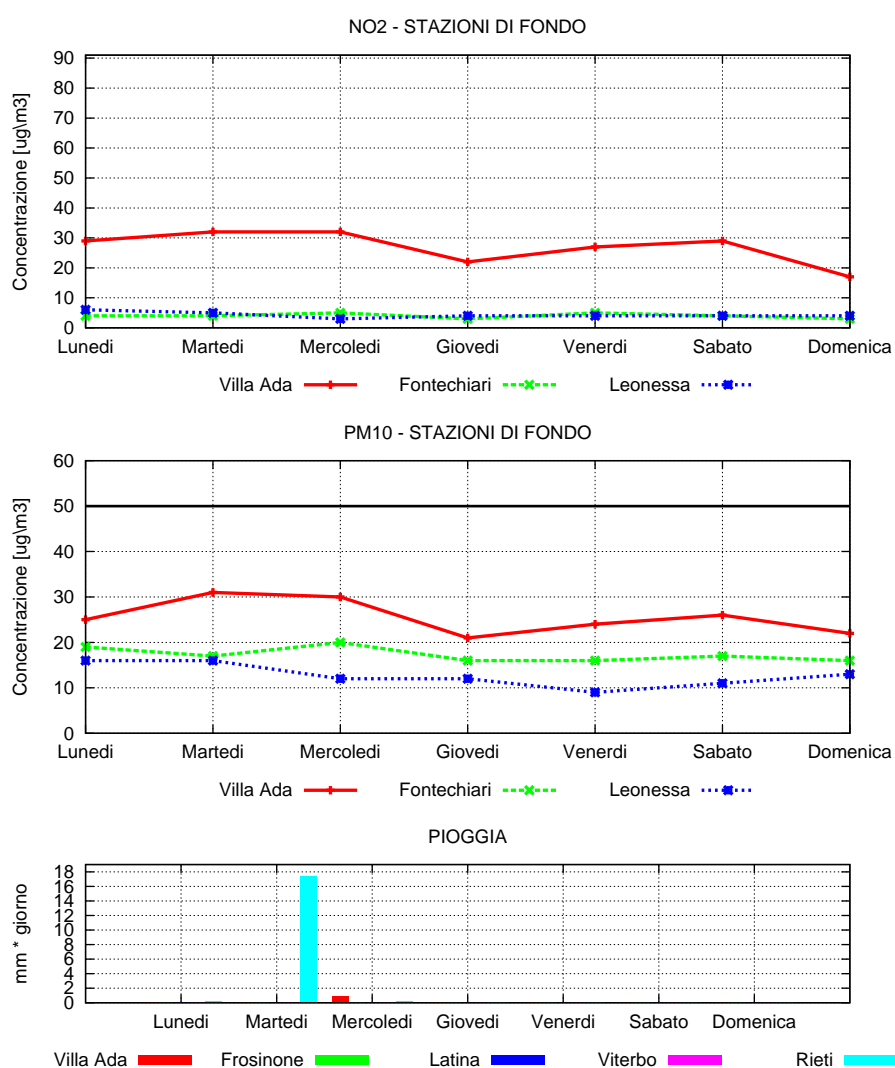 NO2 - STAZIONI DI FONDO
Concentrazione [ug\m3]
90
80
70
60
50
40
30
20
10
0
Lunedi Martedi Mercoledi Giovedi Venerdi Sabato Domenica
Villa Ada Fontechiari Leonessa
PM10 - STAZIONI DI FONDO
Concentrazione [ug\m3]
60
50
40
30
20
10
0
Lunedi Martedi Mercoledi Giovedi Venerdi Sabato Domenica
Villa Ada Fontechiari Leonessa
PIOGGIA
mm * giorno
18
16
14
12
10
8
6
4
2
0
Lunedi Martedi Mercoledi Giovedi Venerdi Sabato Domenica
Villa Ada Frosinone Latina Viterbo Rieti